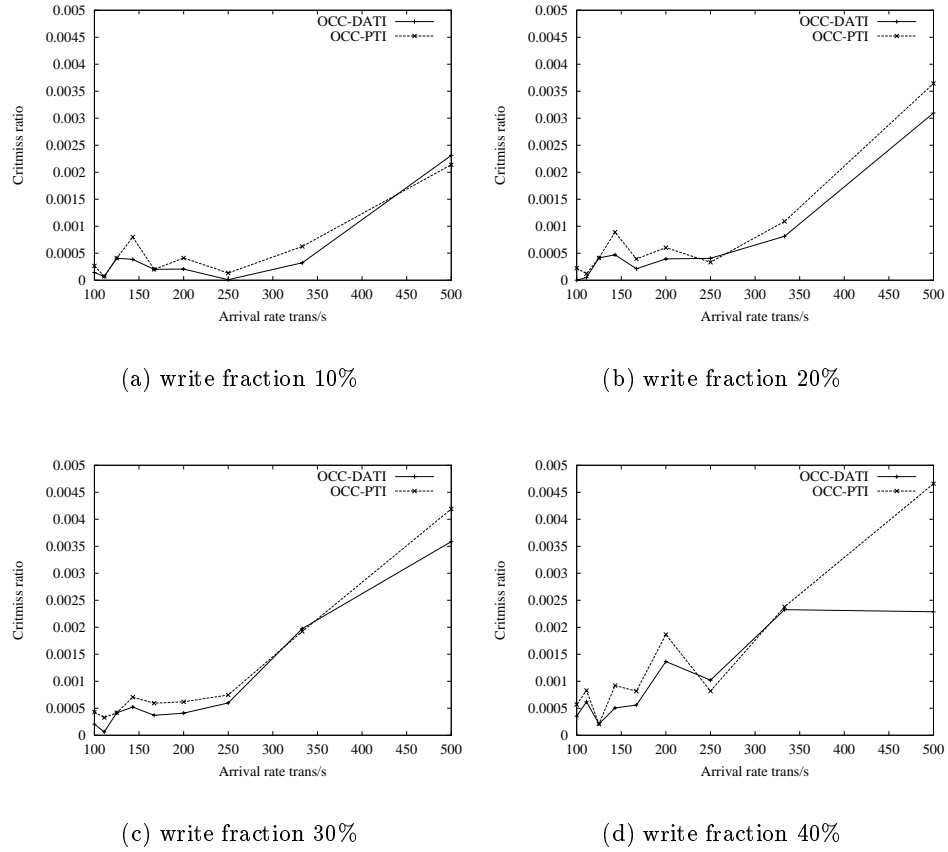 0.005
0.0045
0.004
0.0035
0.003
0.0025
0.002
0.0015
0.001
0.0005
0
Critmiss ratio
OCC-DATI
OCC-PTI
100 150 200 250 300 350 400 450 500
Arrival rate trans/s
(a) write fraction 10%
0.005
0.0045
0.004
0.0035
0.003
0.0025
0.002
0.0015
0.001
0.0005
0
Critmiss ratio
OCC-DATI
OCC-PTI
100 150 200 250 300 350 400 450 500
Arrival rate trans/s
(b) write fraction 20%
0.005
0.0045
0.004
0.0035
0.003
0.0025
0.002
0.0015
0.001
0.0005
0
Critmiss ratio
OCC-DATI
OCC-PTI
100 150 200 250 300 350 400 450 500
Arrival rate trans/s
(c) write fraction 30%
0.005
0.0045
0.004
0.0035
0.003
0.0025
0.002
0.0015
0.001
0.0005
0
Critmiss ratio
OCC-DATI
OCC-PTI
100 150 200 250 300 350 400 450 500
Arrival rate trans/s
(d) write fraction 40%